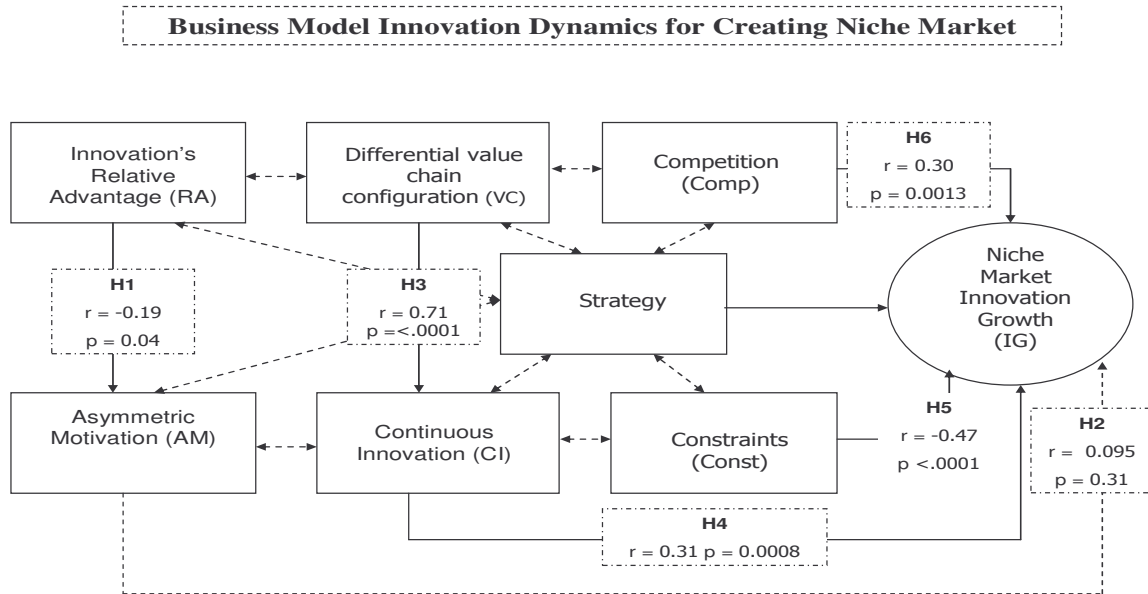 Business Model Innovation Dynamics for Creating Niche Market
Innovation's
Relative
Advantage (RA)
Differential value
chain
configuration (VC)
Competition
(Comp)
H6
r = 0.30
p = 0.0013
Niche
Market
Innovation
Growth
(IG)
H1
r = -0.19
p = 0.04
H3
r = 0.71
p =<.0001
Strategy
Asymmetric
Motivation (AM)
Continuous
Innovation (CI)
Constraints
(Const)
H5
r = -0.47
p <.0001
H2
r = 0.095
p = 0.31
H4
r = 0.31 p = 0.0008